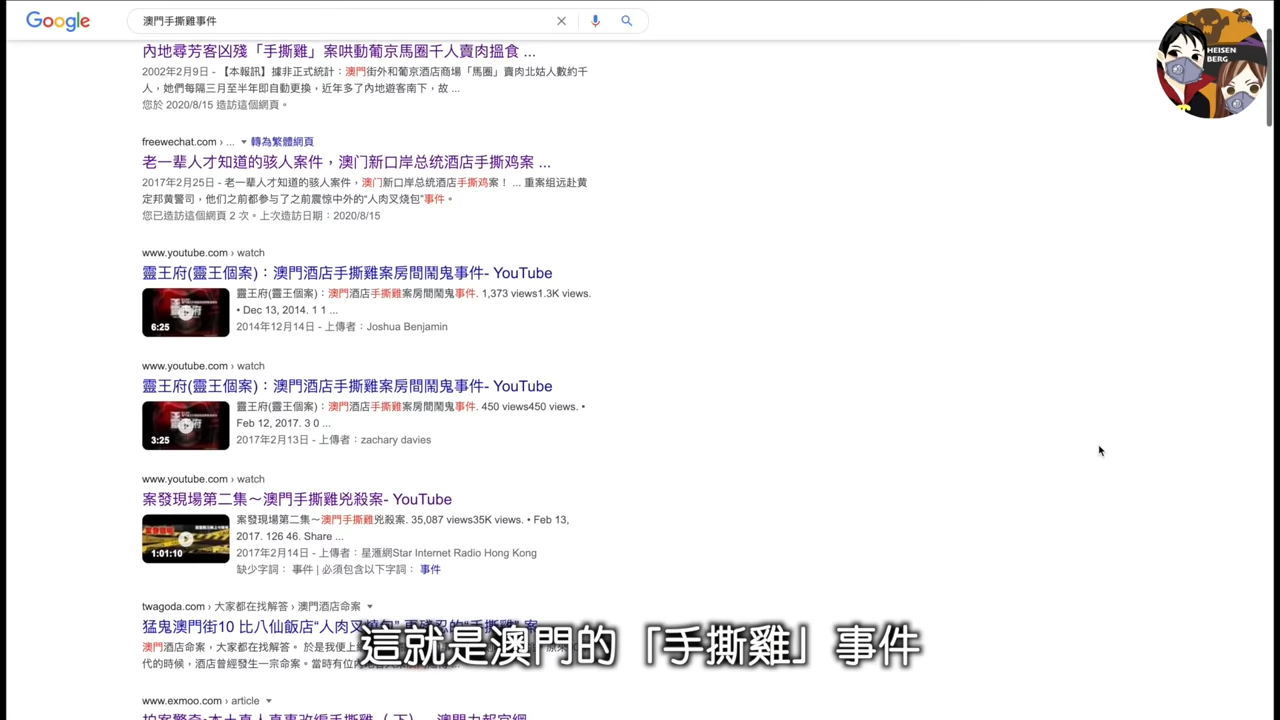 Google
澳門手撕雞事件
HEISEN
BERG
內地尋芳客凶殘「手撕雞」案哄動葡京馬圈千人賣肉搵食 ...
2002年2月9日 - 【本報訊】據非正式統計：澳門街外和葡京酒店商場「馬圈」賣肉北姑人數約千
人，她們每隔三月至半年即自動更換，近年多了內地遊客南下，故 ...
您於 2020/8/15 造訪這個網頁。
freewechat.com › ... ▼ 轉為繁體網頁
老一辈人才知道的骇人案件，澳门新口岸总统酒店手撕鸡案 ...
2017年2月25日 - 老一辈人才知道的骇人案件，澳门新口岸总统酒店手撕鸡案！ ... 重案组远赴黄
定邦黄警司，他们之前都参与了之前震惊中外的“人肉叉烧包”事件。
您已造訪這個網頁 2 次。上次造訪日期：2020/8/15
www.youtube.com › watch
靈王府(靈王個案)：澳門酒店手撕雞案房間鬧鬼事件- YouTube
靈王府(靈王個案)：澳門酒店手撕雞案房間鬧鬼事件. 1,373 views1.3K views.
• Dec 13, 2014. 1 1 ...
6:25
2014年12月14日 - 上傳者：Joshua Benjamin
www.youtube.com › watch
靈王府(靈王個案)：澳門酒店手撕雞案房間鬧鬼事件- YouTube
靈王府(靈王個案)：澳門酒店手撕雞案房間鬧鬼事件. 450 views450 views. •
Feb 12, 2017. 3 0 ...
3:25
2017年2月13日 - 上傳者：zachary davies
www.youtube.com › watch
案發現場第二集～澳門手撕雞兇殺案- YouTube
案發現場第二集～澳門手撕雞兇殺案. 35,087 views35K views. • Feb 13,
2017. 126 46. Share ...
1:01:10
2017年2月14日 - 上傳者：星滙網Star Internet Radio Hong Kong
缺少字詞： 事件 | 必須包含以下字詞： 事件
twagoda.com › 大家都在找解答 › 澳門酒店命案 ▼
猛鬼澳門街10 比八仙飯店“人肉叉燒包”
澳門酒店命案，大家都在找解答。 於是我便上
代的時候，酒店曾經發生一宗命案。當時有位
這就是澳門的「手撕雞」事件
www.exmoo.com › article ▼